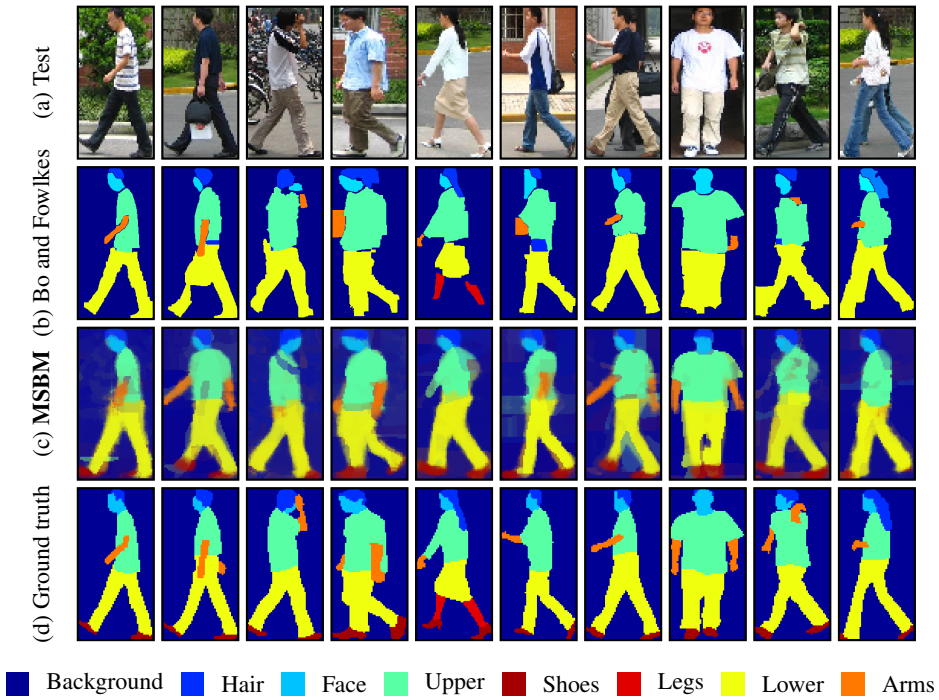 (a) Test
(b) Bo and Fowlkes
(c) MSBM
(d) Ground truth
Background Hair Face Upper Shoes Legs Lower Arms